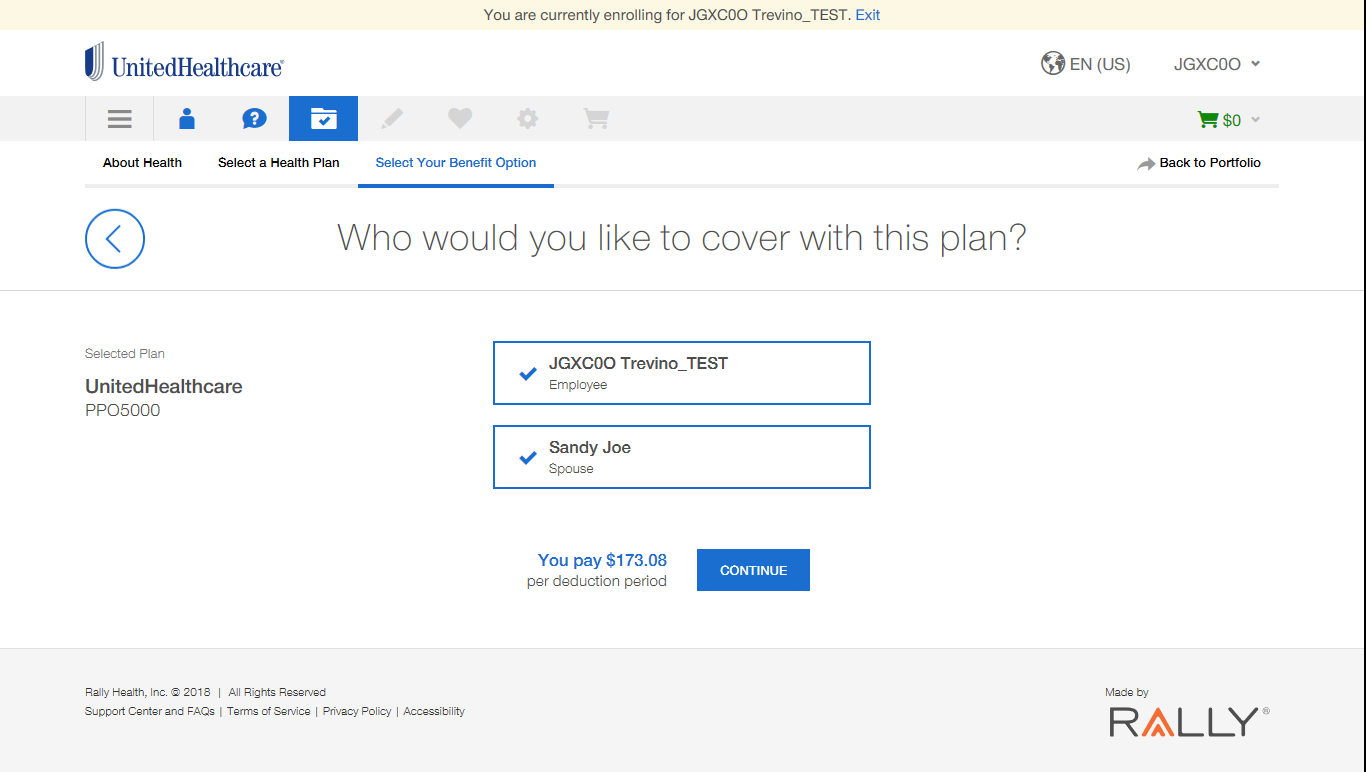 You are currently enrolling for JGXC0O Trevino_TEST. Exit
UnitedHealthcare®
EN (US)
JGXC0O
$0
About Health
Select a Health Plan
Select Your Benefit Option
Back to Portfolio
Who would you like to cover with this plan?
Selected Plan
UnitedHealthcare
PPO5000
JGXC0O Trevino_TEST
Employee
Sandy Joe
Spouse
You pay $173.08
per deduction period
CONTINUE
Rally Health, Inc. © 2018 | All Rights Reserved
Support Center and FAQs | Terms of Service | Privacy Policy | Accessibility
Made by
RALLY®